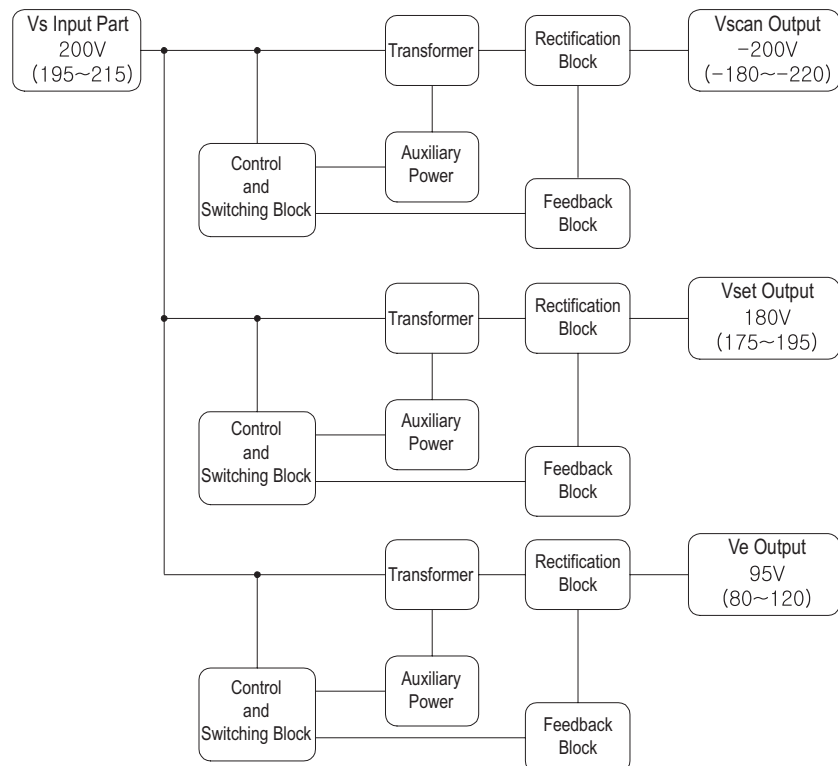 Vs Input Part
200V
(195~215)
Transformer
Rectification
Block
Vscan Output
-200V
(-180~-220)
Control
and
Switching Block
Auxiliary
Power
Feedback
Block
Transformer
Rectification
Block
Vset Output
180V
(175~195)
Control
and
Switching Block
Auxiliary
Power
Feedback
Block
Transformer
Rectification
Block
Ve Output
95V
(80~120)
Control
and
Switching Block
Auxiliary
Power
Feedback
Block